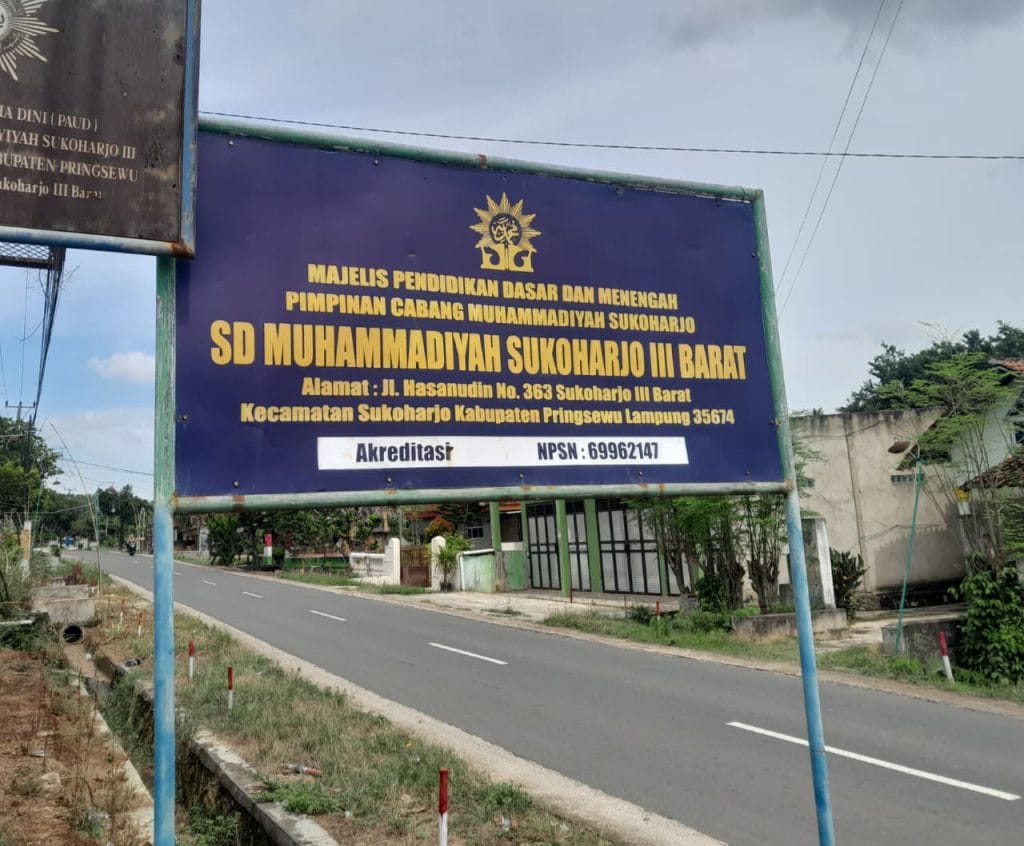 IA DINI ( PAUD )
YIYAH SUKOHARJO III
BUPATEN PRINGSEWU
ukoharjo III Barat
MAJELIS PENDIDIKAN DASAR DAN MENENGAH
PIMPINAN CABANG MUHAMMADIYAH SUKOHARJO
SD MUHAMMADIYAH SUKOHARJO III BARAT
Alamat : Jl. Hasanudin No. 363 Sukoharjo III Barat
Kecamatan Sukoharjo Kabupaten Pringsewu Lampung 35674
Akreditasi NPSN : 69962147